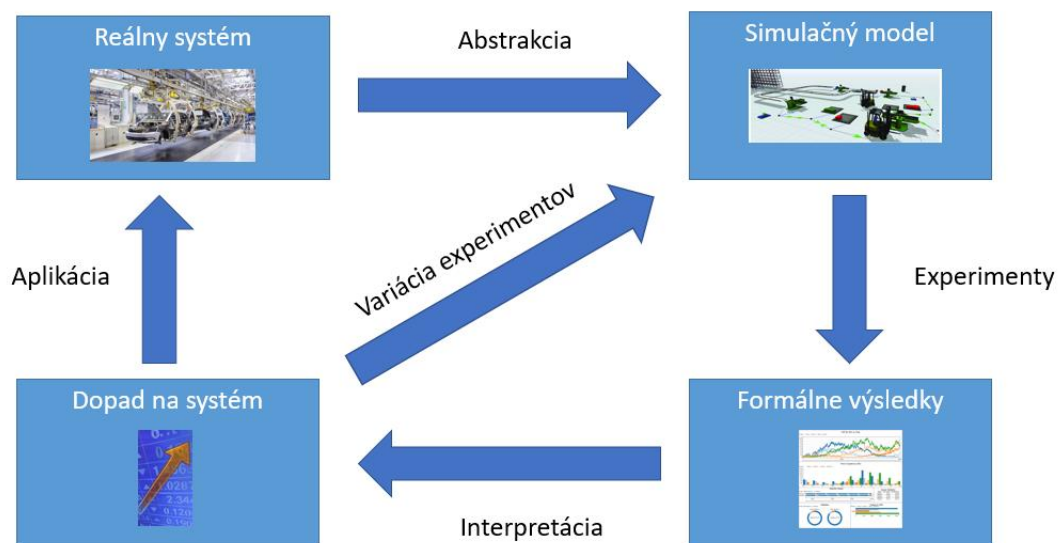 Reálny systém
Abstrakcia
Simulačný model
Aplikácia
Variácia experimentov
Experimenty
Dopad na systém
Interpretácia
Formálne výsledky